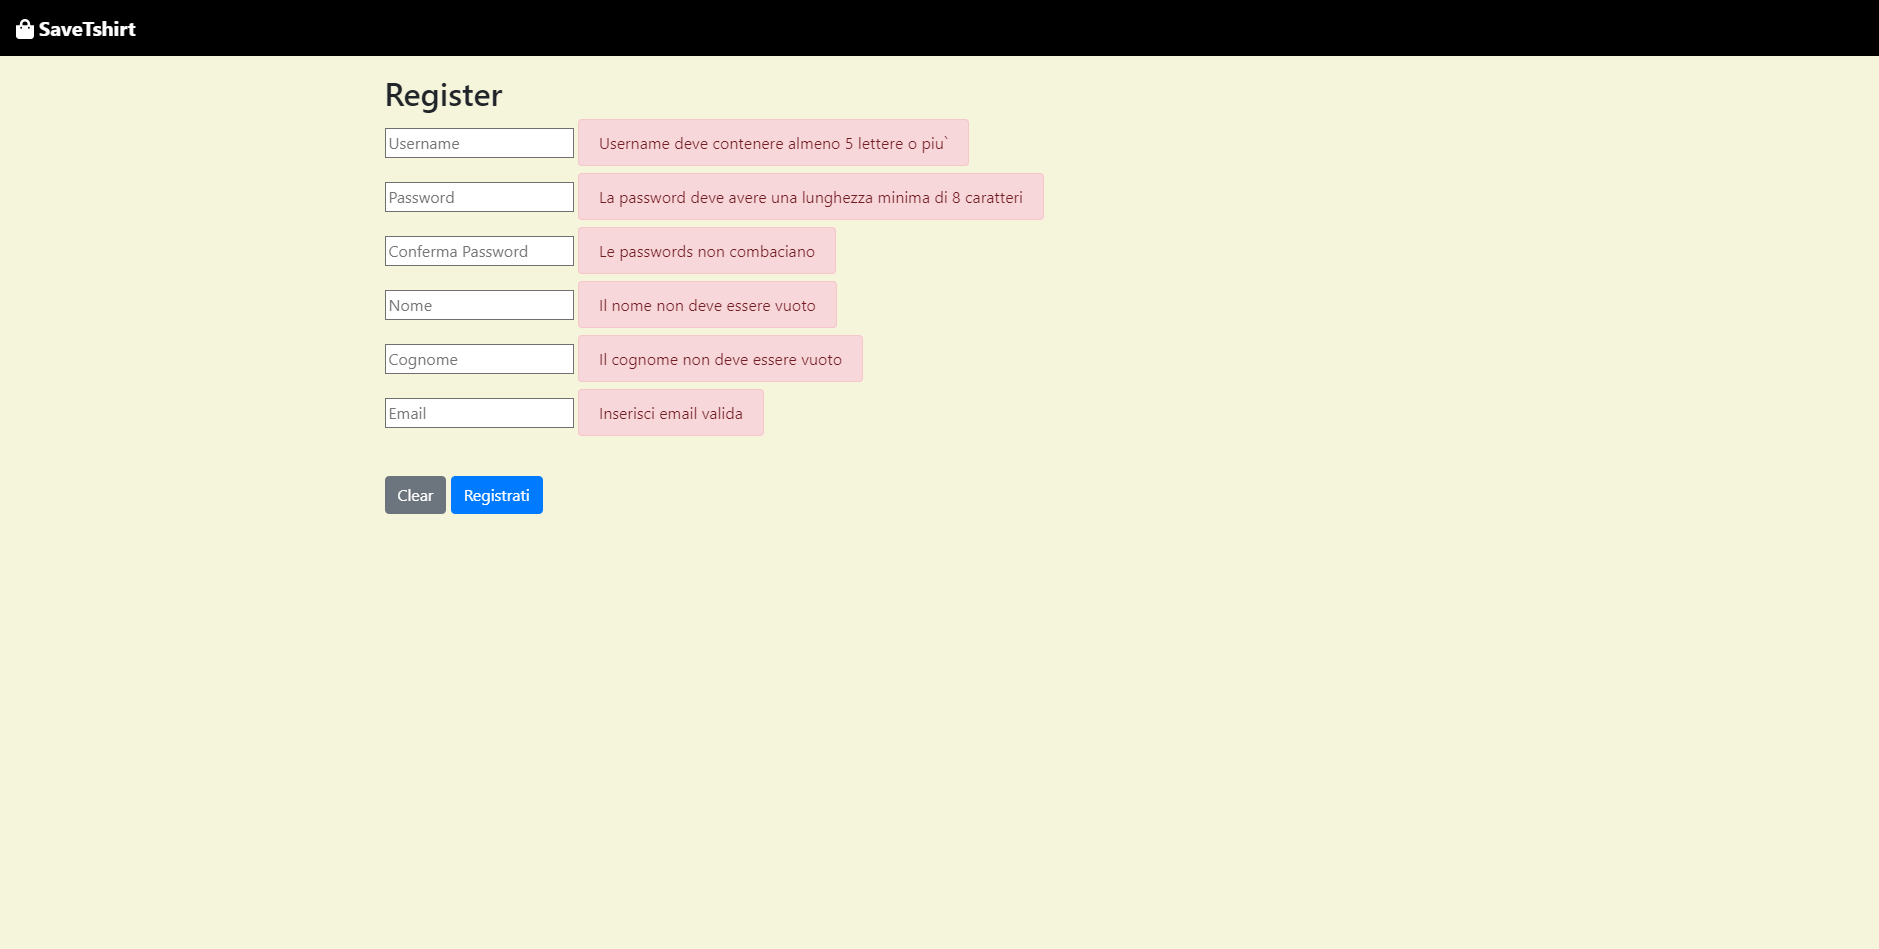 SaveTshirt
Register
Username Username deve contenere almeno 5 lettere o piu`
Password La password deve avere una lunghezza minima di 8 caratteri
Conferma Password Le passwords non combaciano
Nome Il nome non deve essere vuoto
Cognome Il cognome non deve essere vuoto
Email Inserisci email valida
Clear Registrati